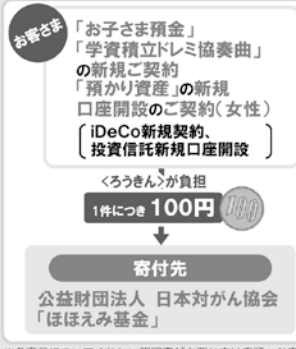 お客さま
「お子さま預金」
「学資積立ドレミ協奏曲」
の新規ご契約
「預かり資産」の新規
口座開設のご契約(女性)
iDeCo新規契約、
投資信託新規口座開設
〈ろうきん〉が負担
1件につき 100円
100
寄付先
公益財団法人 日本対がん協会
「ほほえみ基金」